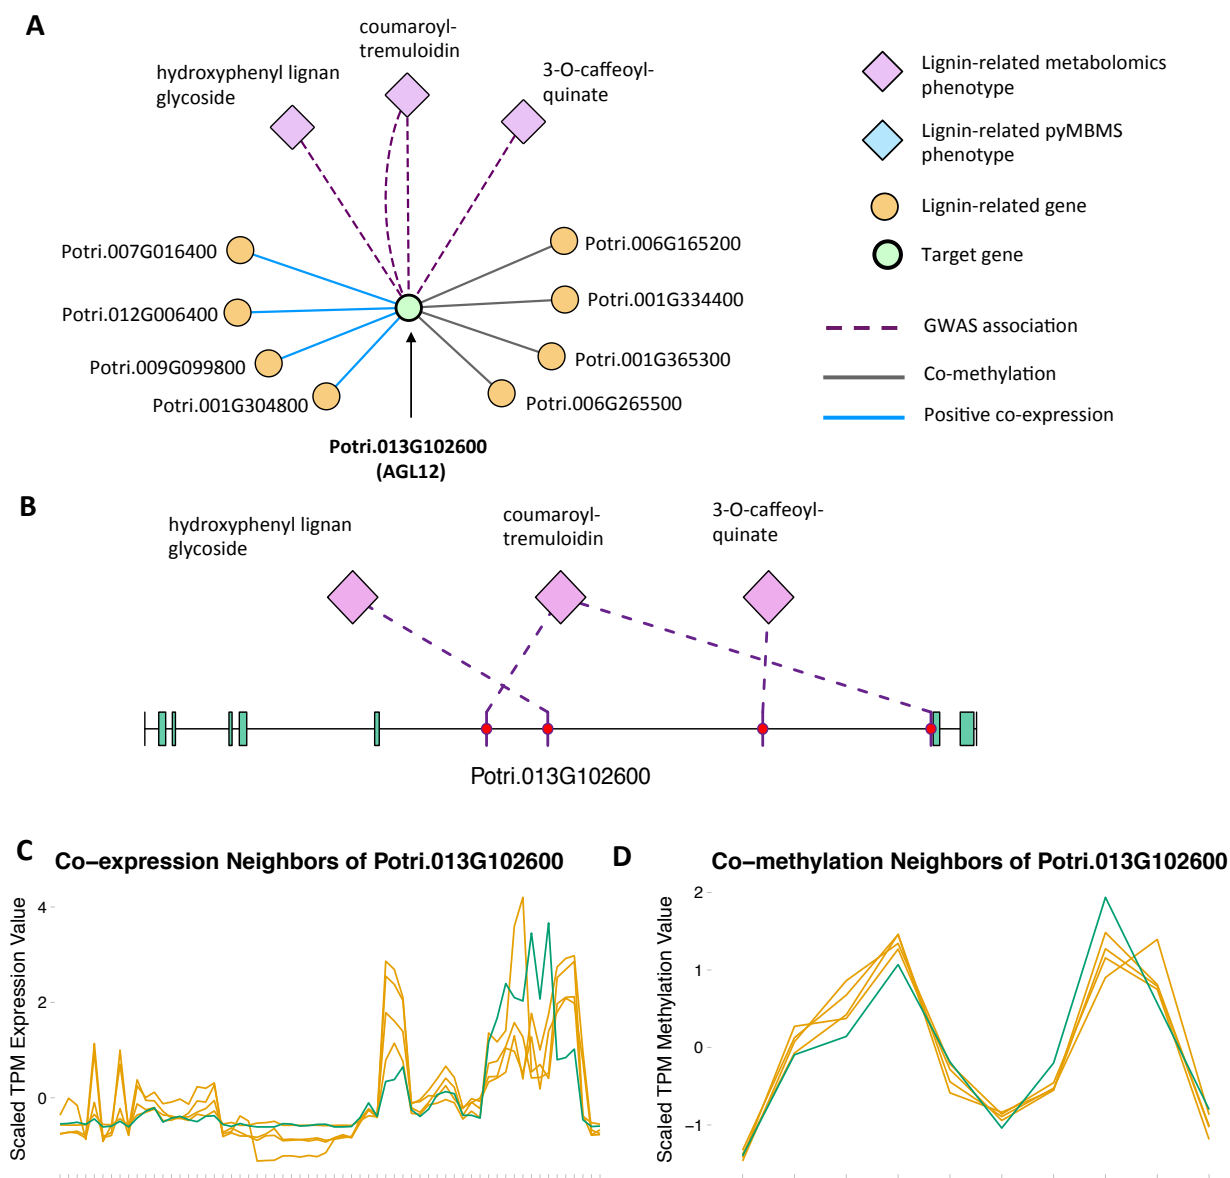 A
coumaroyl-
tremuloidin
hydroxyphenyl lignan
glycoside
3-O-caffeoyl-
quinate
Lignin-related metabolomics
phenotype
Lignin-related pyMBMS
phenotype
Lignin-related gene
Target gene
GWAS association
Co-methylation
Positive co-expression
Potri.007G016400
Potri.012G006400
Potri.009G099800
Potri.001G304800
Potri.006G165200
Potri.001G334400
Potri.001G365300
Potri.006G265500
Potri.013G102600
(AGL12)
B
hydroxyphenyl lignan
glycoside
coumaroyl-
tremuloidin
3-O-caffeoyl-
quinate
Potri.013G102600
C
Co−expression Neighbors of Potri.013G102600
Scaled TPM Expression Value
4
2
0
D
Co−methylation Neighbors of Potri.013G102600
Scaled TPM Methylation Value
2
1
0
−1